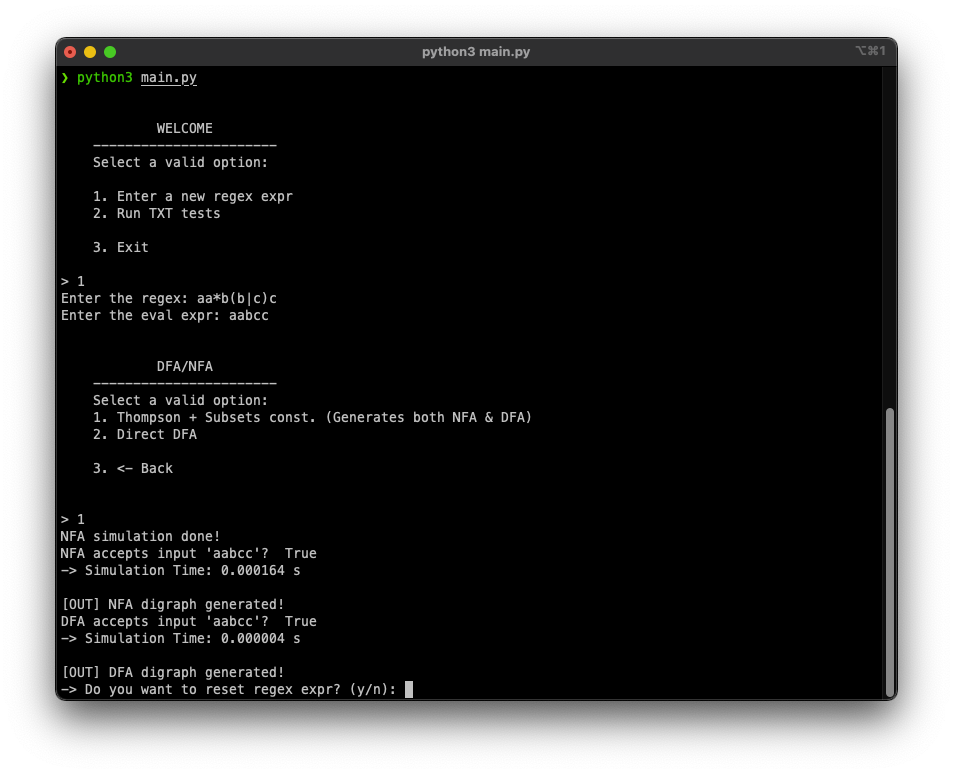 python3 main.py
⌥⌘1
❯ python3 main.py
WELCOME
-----------------------
Select a valid option:
1. Enter a new regex expr
2. Run TXT tests
3. Exit
> 1
Enter the regex: aa*b(b|c)c
Enter the eval expr: aabcc
DFA/NFA
-----------------------
Select a valid option:
1. Thompson + Subsets const. (Generates both NFA & DFA)
2. Direct DFA
3. <- Back
> 1
NFA simulation done!
NFA accepts input 'aabcc'?  True
-> Simulation Time: 0.000164 s
[OUT] NFA digraph generated!
DFA accepts input 'aabcc'?  True
-> Simulation Time: 0.000004 s
[OUT] DFA digraph generated!
-> Do you want to reset regex expr? (y/n):